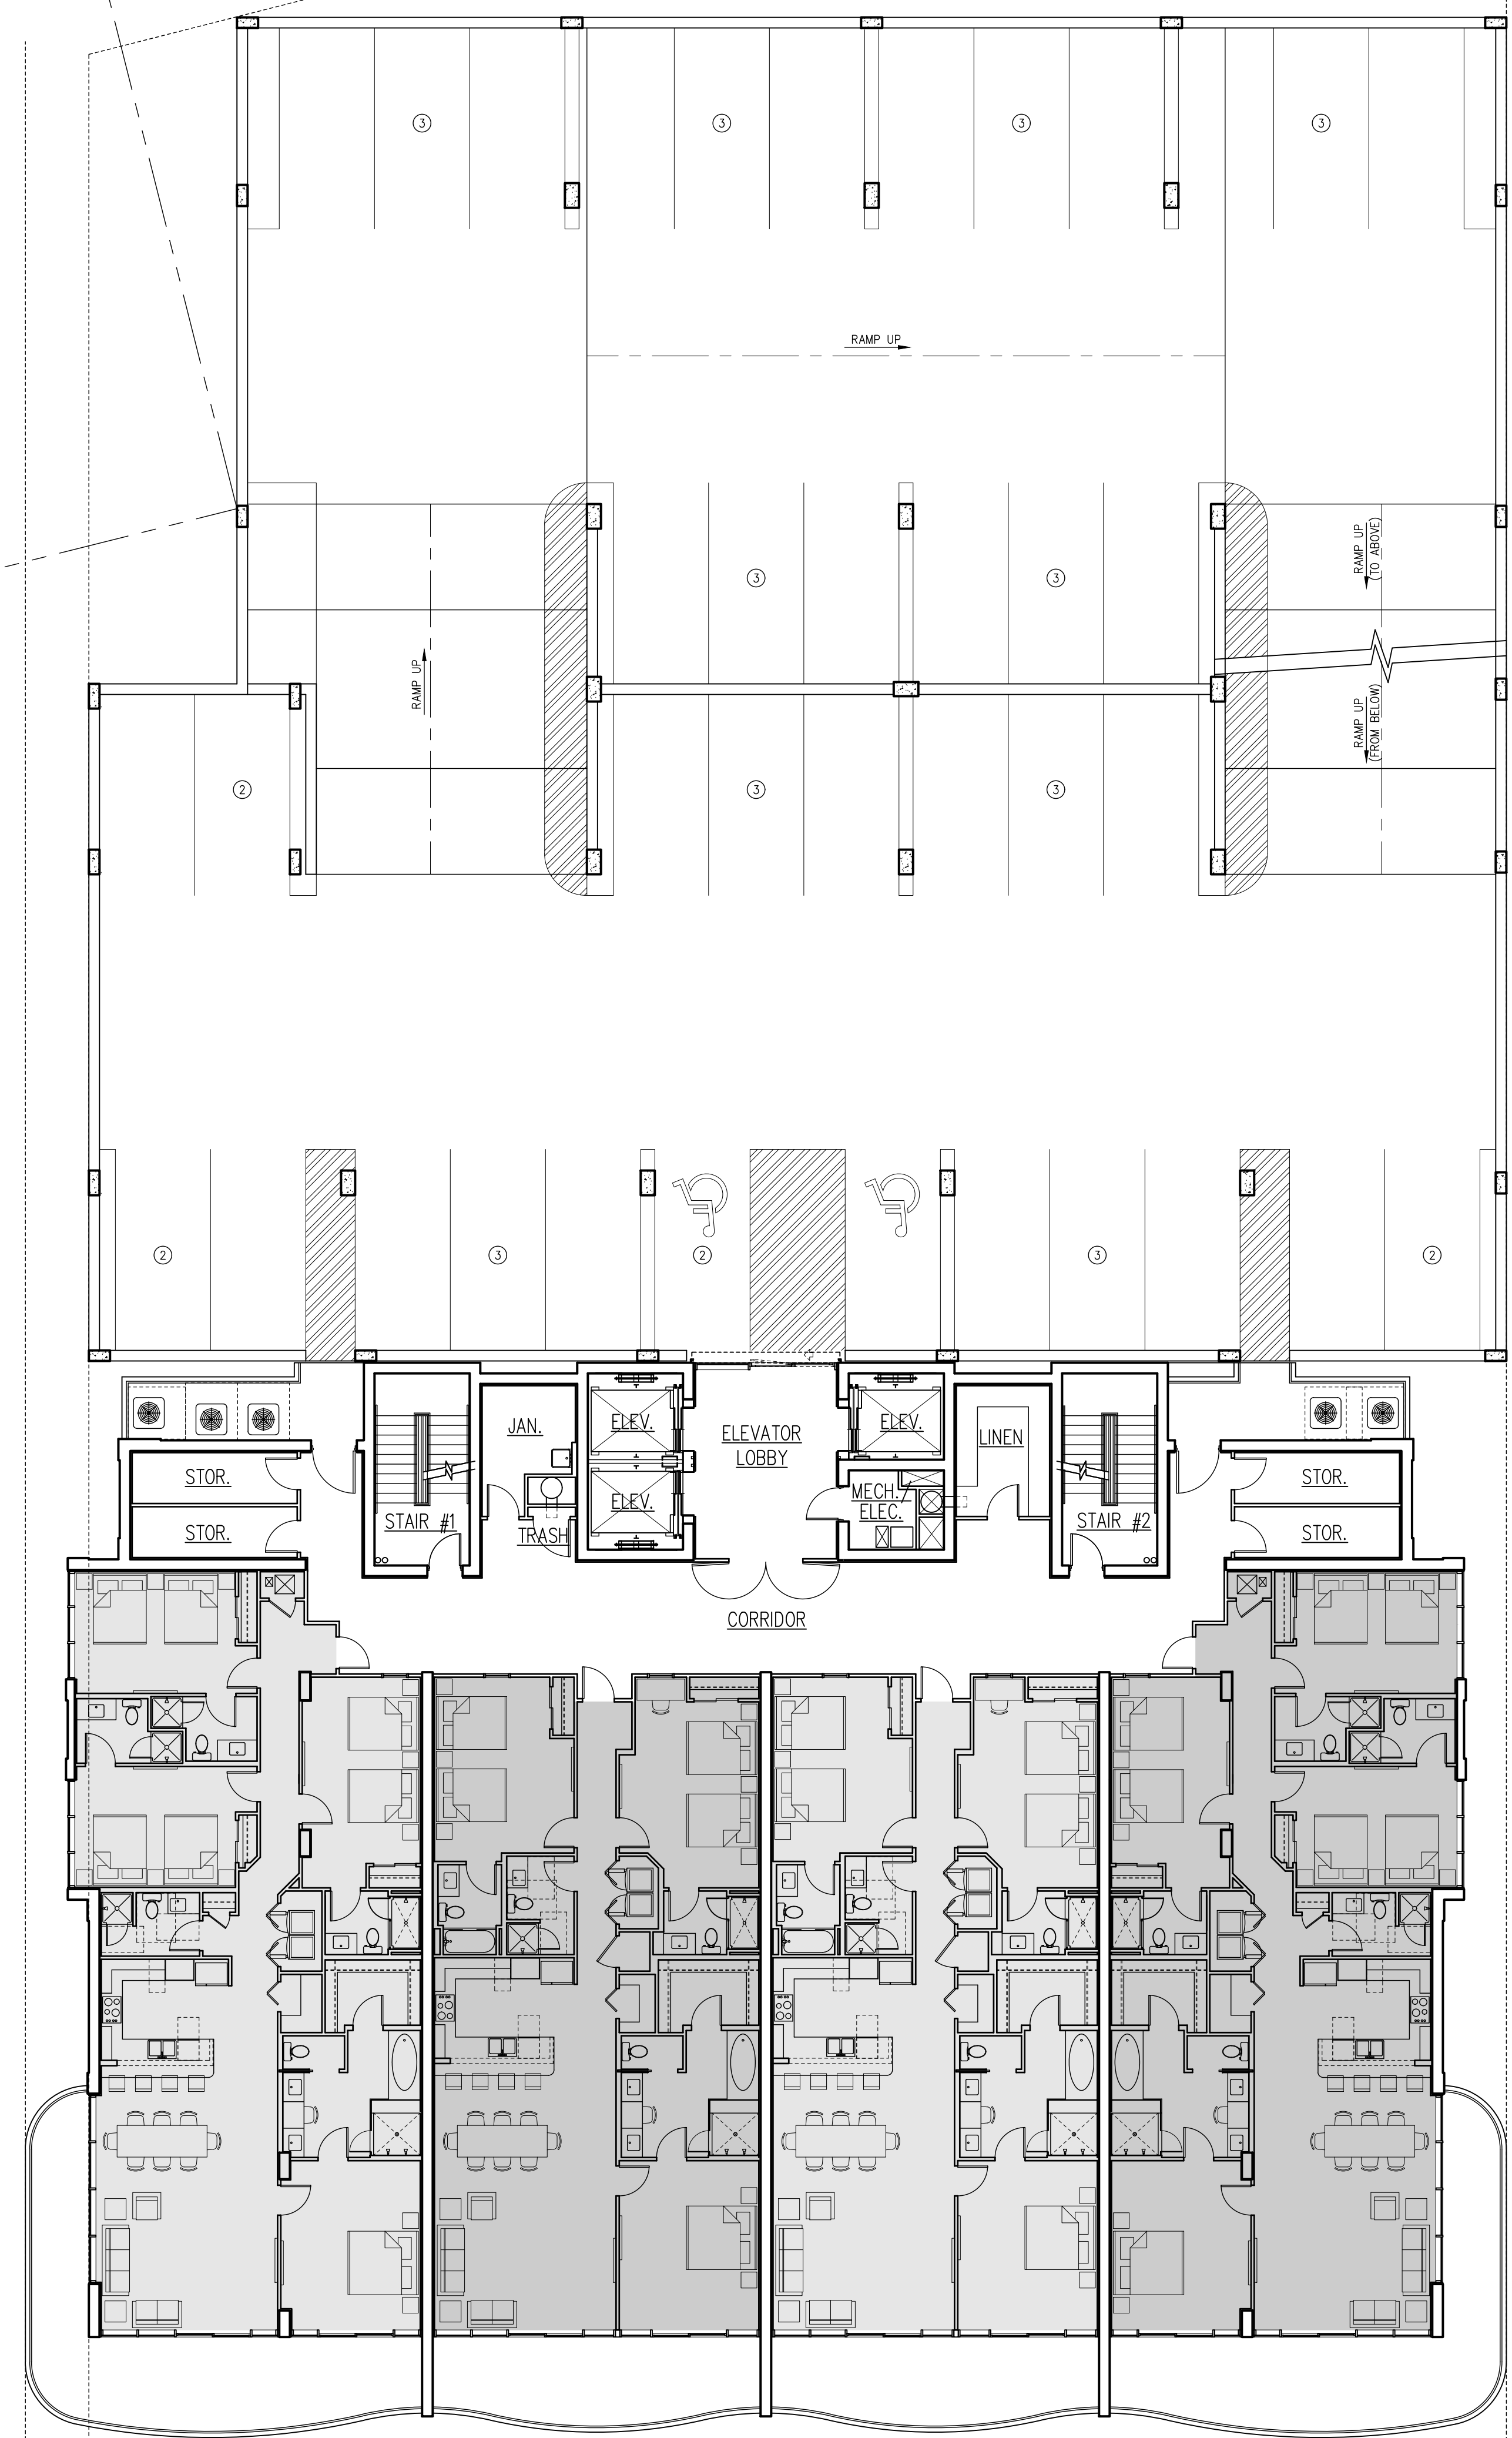 3
3
3
3
RAMP UP
3
3
RAMP UP
(TO ABOVE)
RAMP UP
RAMP UP
(FROM BELOW)
2
3
3
2
3
2
3
2
JAN.
ELEV.
ELEVATOR
LOBBY
ELEV.
LINEN
STOR.
STOR.
MECH.
ELEC.
ELEV.
STAIR #1
TRASH
STAIR #2
STOR.
STOR.
CORRIDOR